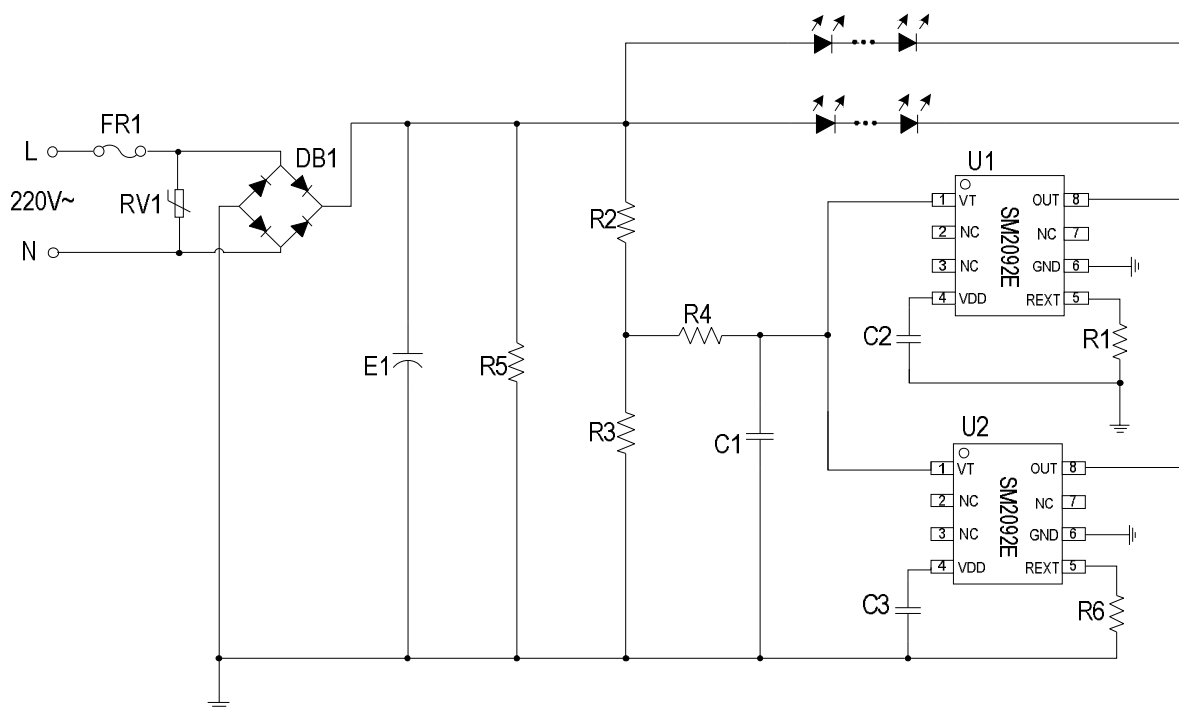 FR1
L
DB1
220V~
RV1
N
E1
R5
R2
R3
R4
C1
U1
1 VT OUT 8
2 NC NC 7
3 NC GND 6
4 VDD REXT 5
SM2092E
C2
R1
U2
1 VT OUT 8
2 NC NC 7
3 NC GND 6
4 VDD REXT 5
SM2092E
C3
R6